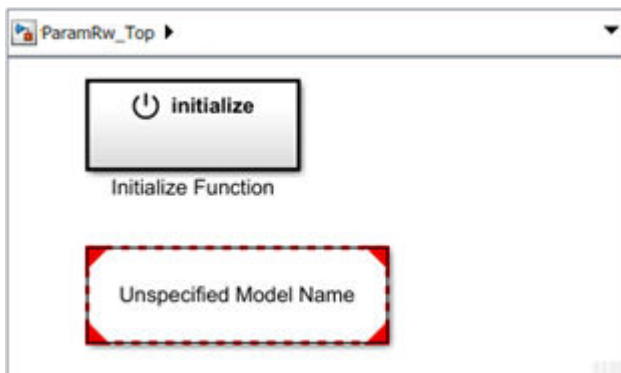 ParamRw_Top
initialize
Initialize Function
Unspecified Model Name